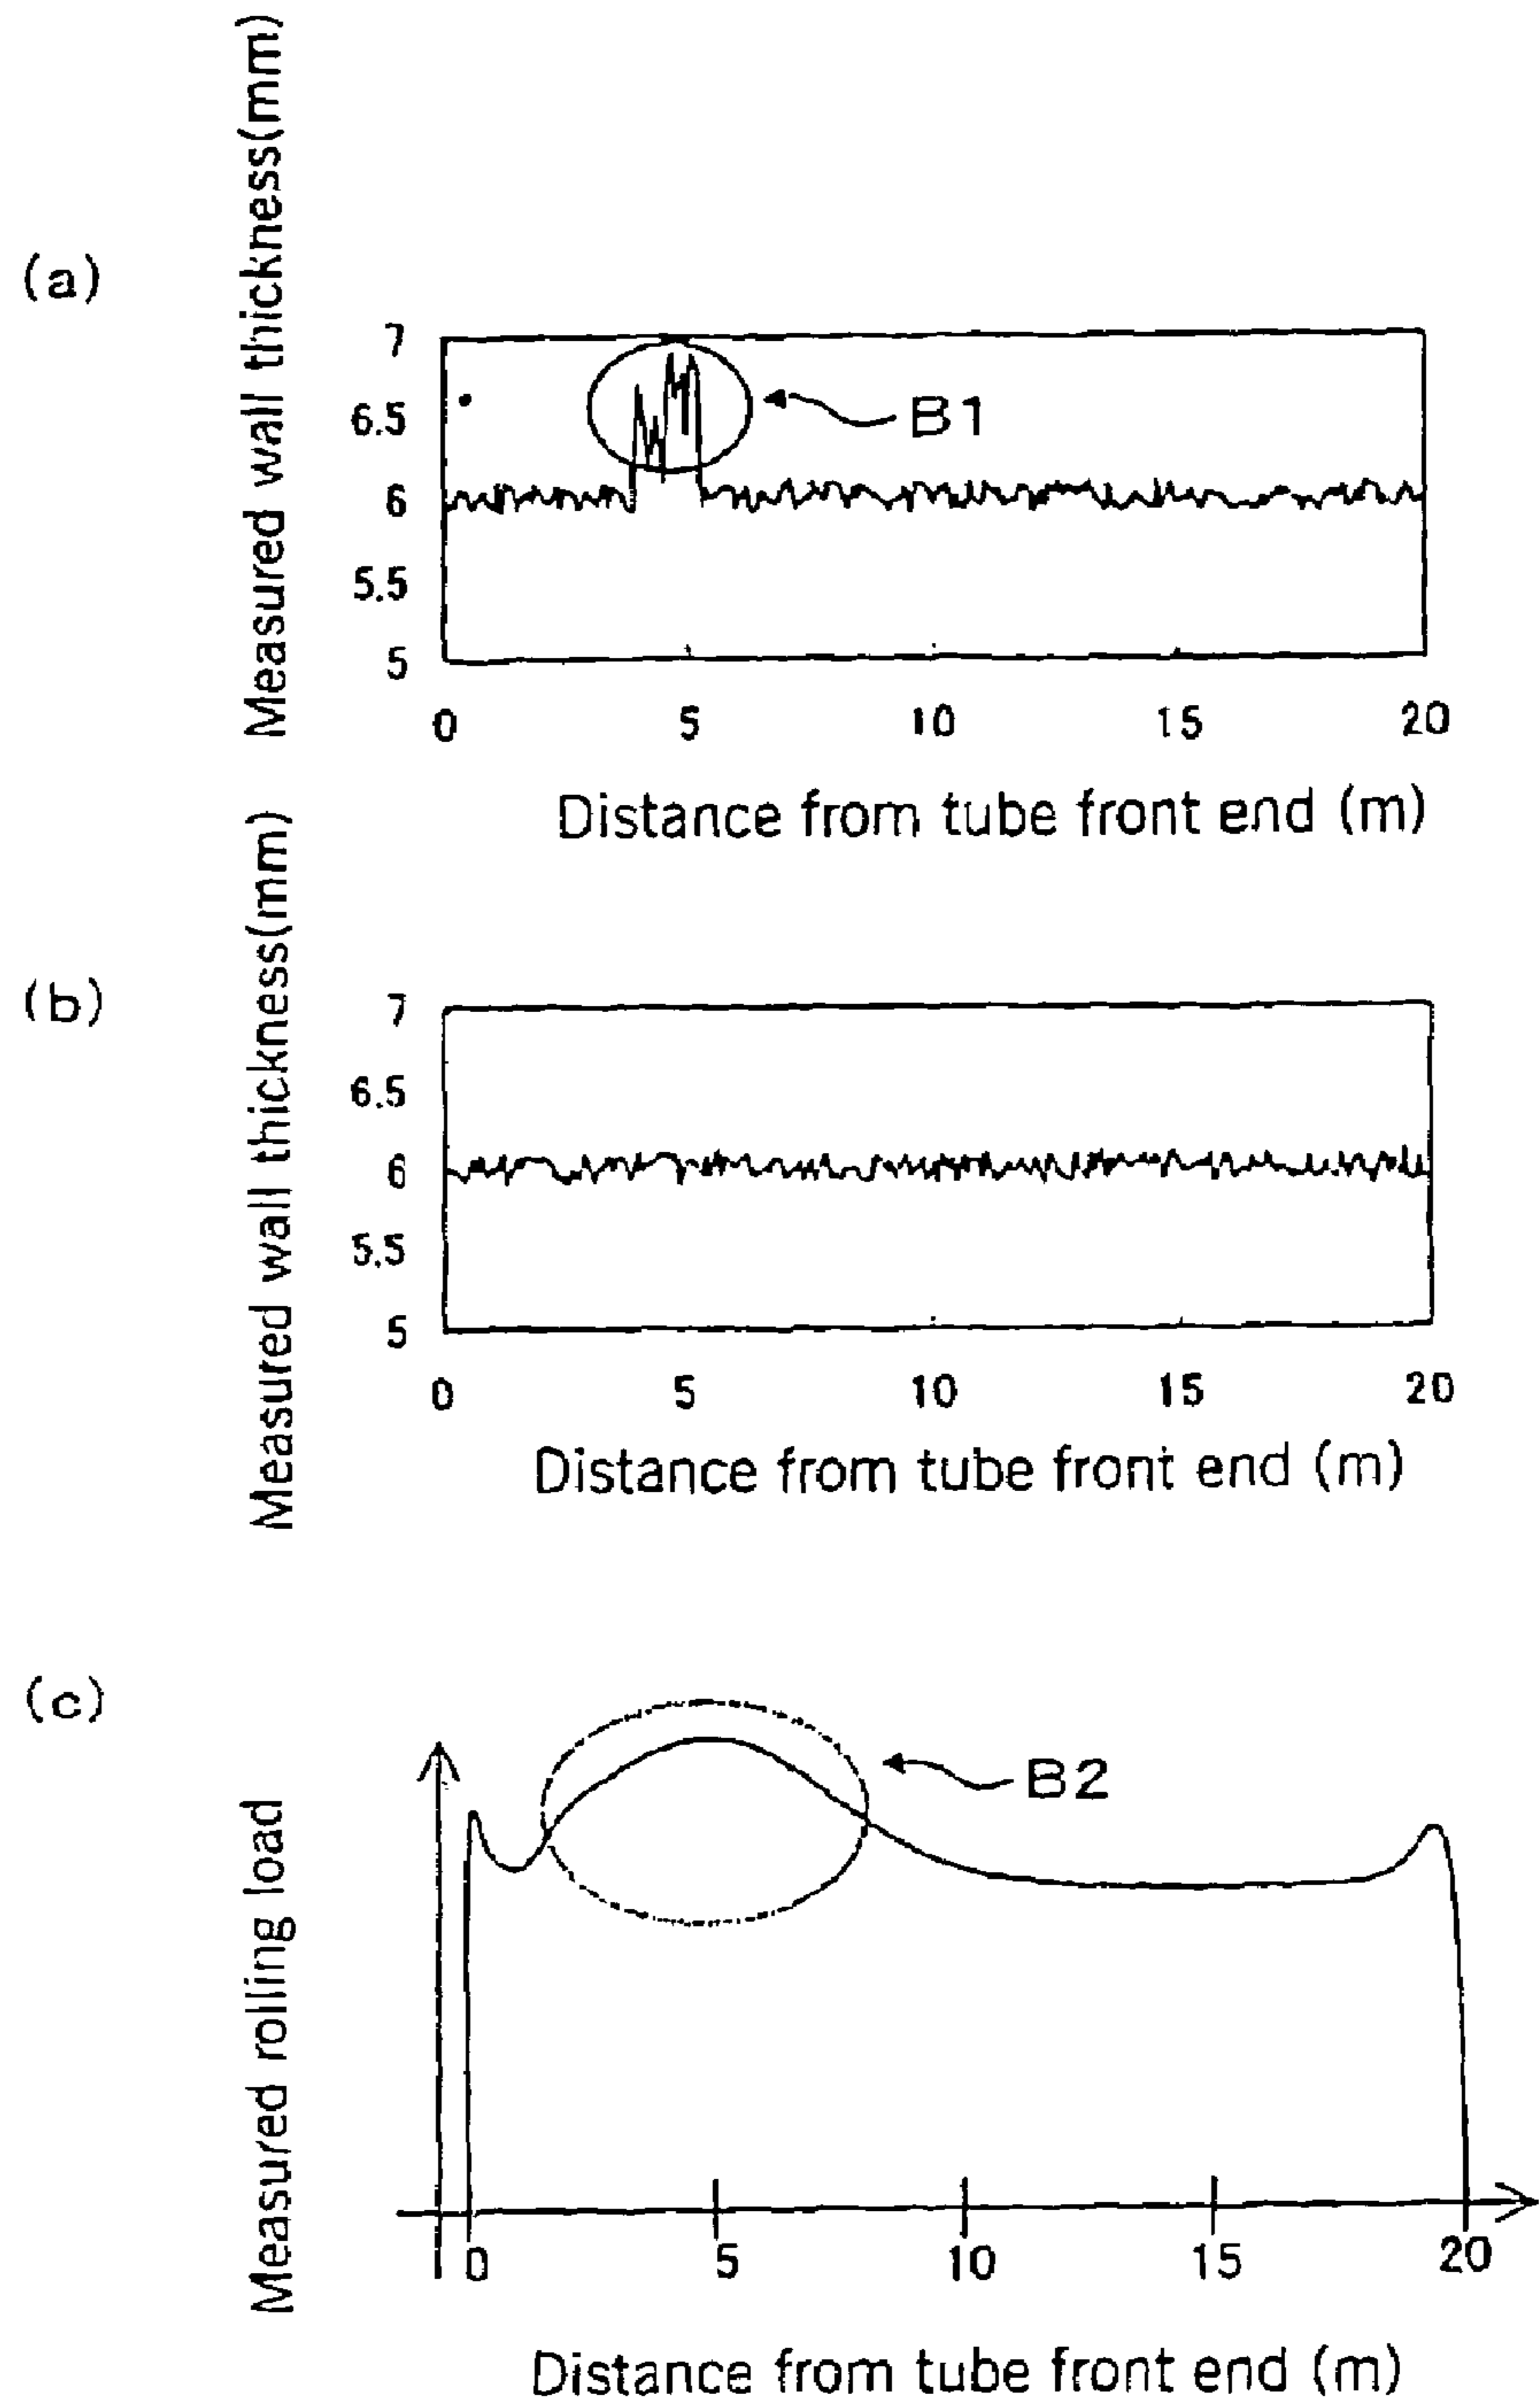 (a)
Measured wall thickness(mm)
7
6.5
6
5.5
5
B1
0 5 10 15 20
Distance from tube front end (m)
(b)
Measured wall thickness(mm)
7
6.5
6
5.5
5
0 5 10 15 20
Distance from tube front end (m)
(c)
Measured rolling load
B2
0 5 10 15 20
Distance from tube front end (m)